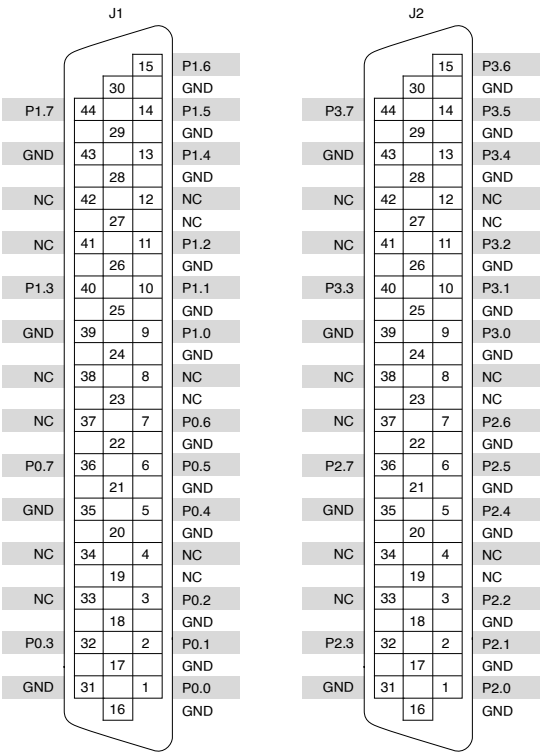 J1 J2
15 P1.6 15 P3.6
30 GND 30 GND
P1.7 44 14 P1.5 P3.7 44 14 P3.5
29 GND 29 GND
GND 43 13 P1.4 GND 43 13 P3.4
28 GND 28 GND
NC 42 12 NC NC 42 12 NC
27 NC 27 NC
NC 41 11 P1.2 NC 41 11 P3.2
26 GND 26 GND
P1.3 40 10 P1.1 P3.3 40 10 P3.1
25 GND 25 GND
GND 39 9 P1.0 GND 39 9 P3.0
24 GND 24 GND
NC 38 8 NC NC 38 8 NC
23 NC 23 NC
NC 37 7 P0.6 NC 37 7 P2.6
22 GND 22 GND
P0.7 36 6 P0.5 P2.7 36 6 P2.5
21 GND 21 GND
GND 35 5 P0.4 GND 35 5 P2.4
20 GND 20 GND
NC 34 4 NC NC 34 4 NC
19 NC 19 NC
NC 33 3 P0.2 NC 33 3 P2.2
18 GND 18 GND
P0.3 32 2 P0.1 P2.3 32 2 P2.1
17 GND 17 GND
GND 31 1 P0.0 GND 31 1 P2.0
16 GND 16 GND